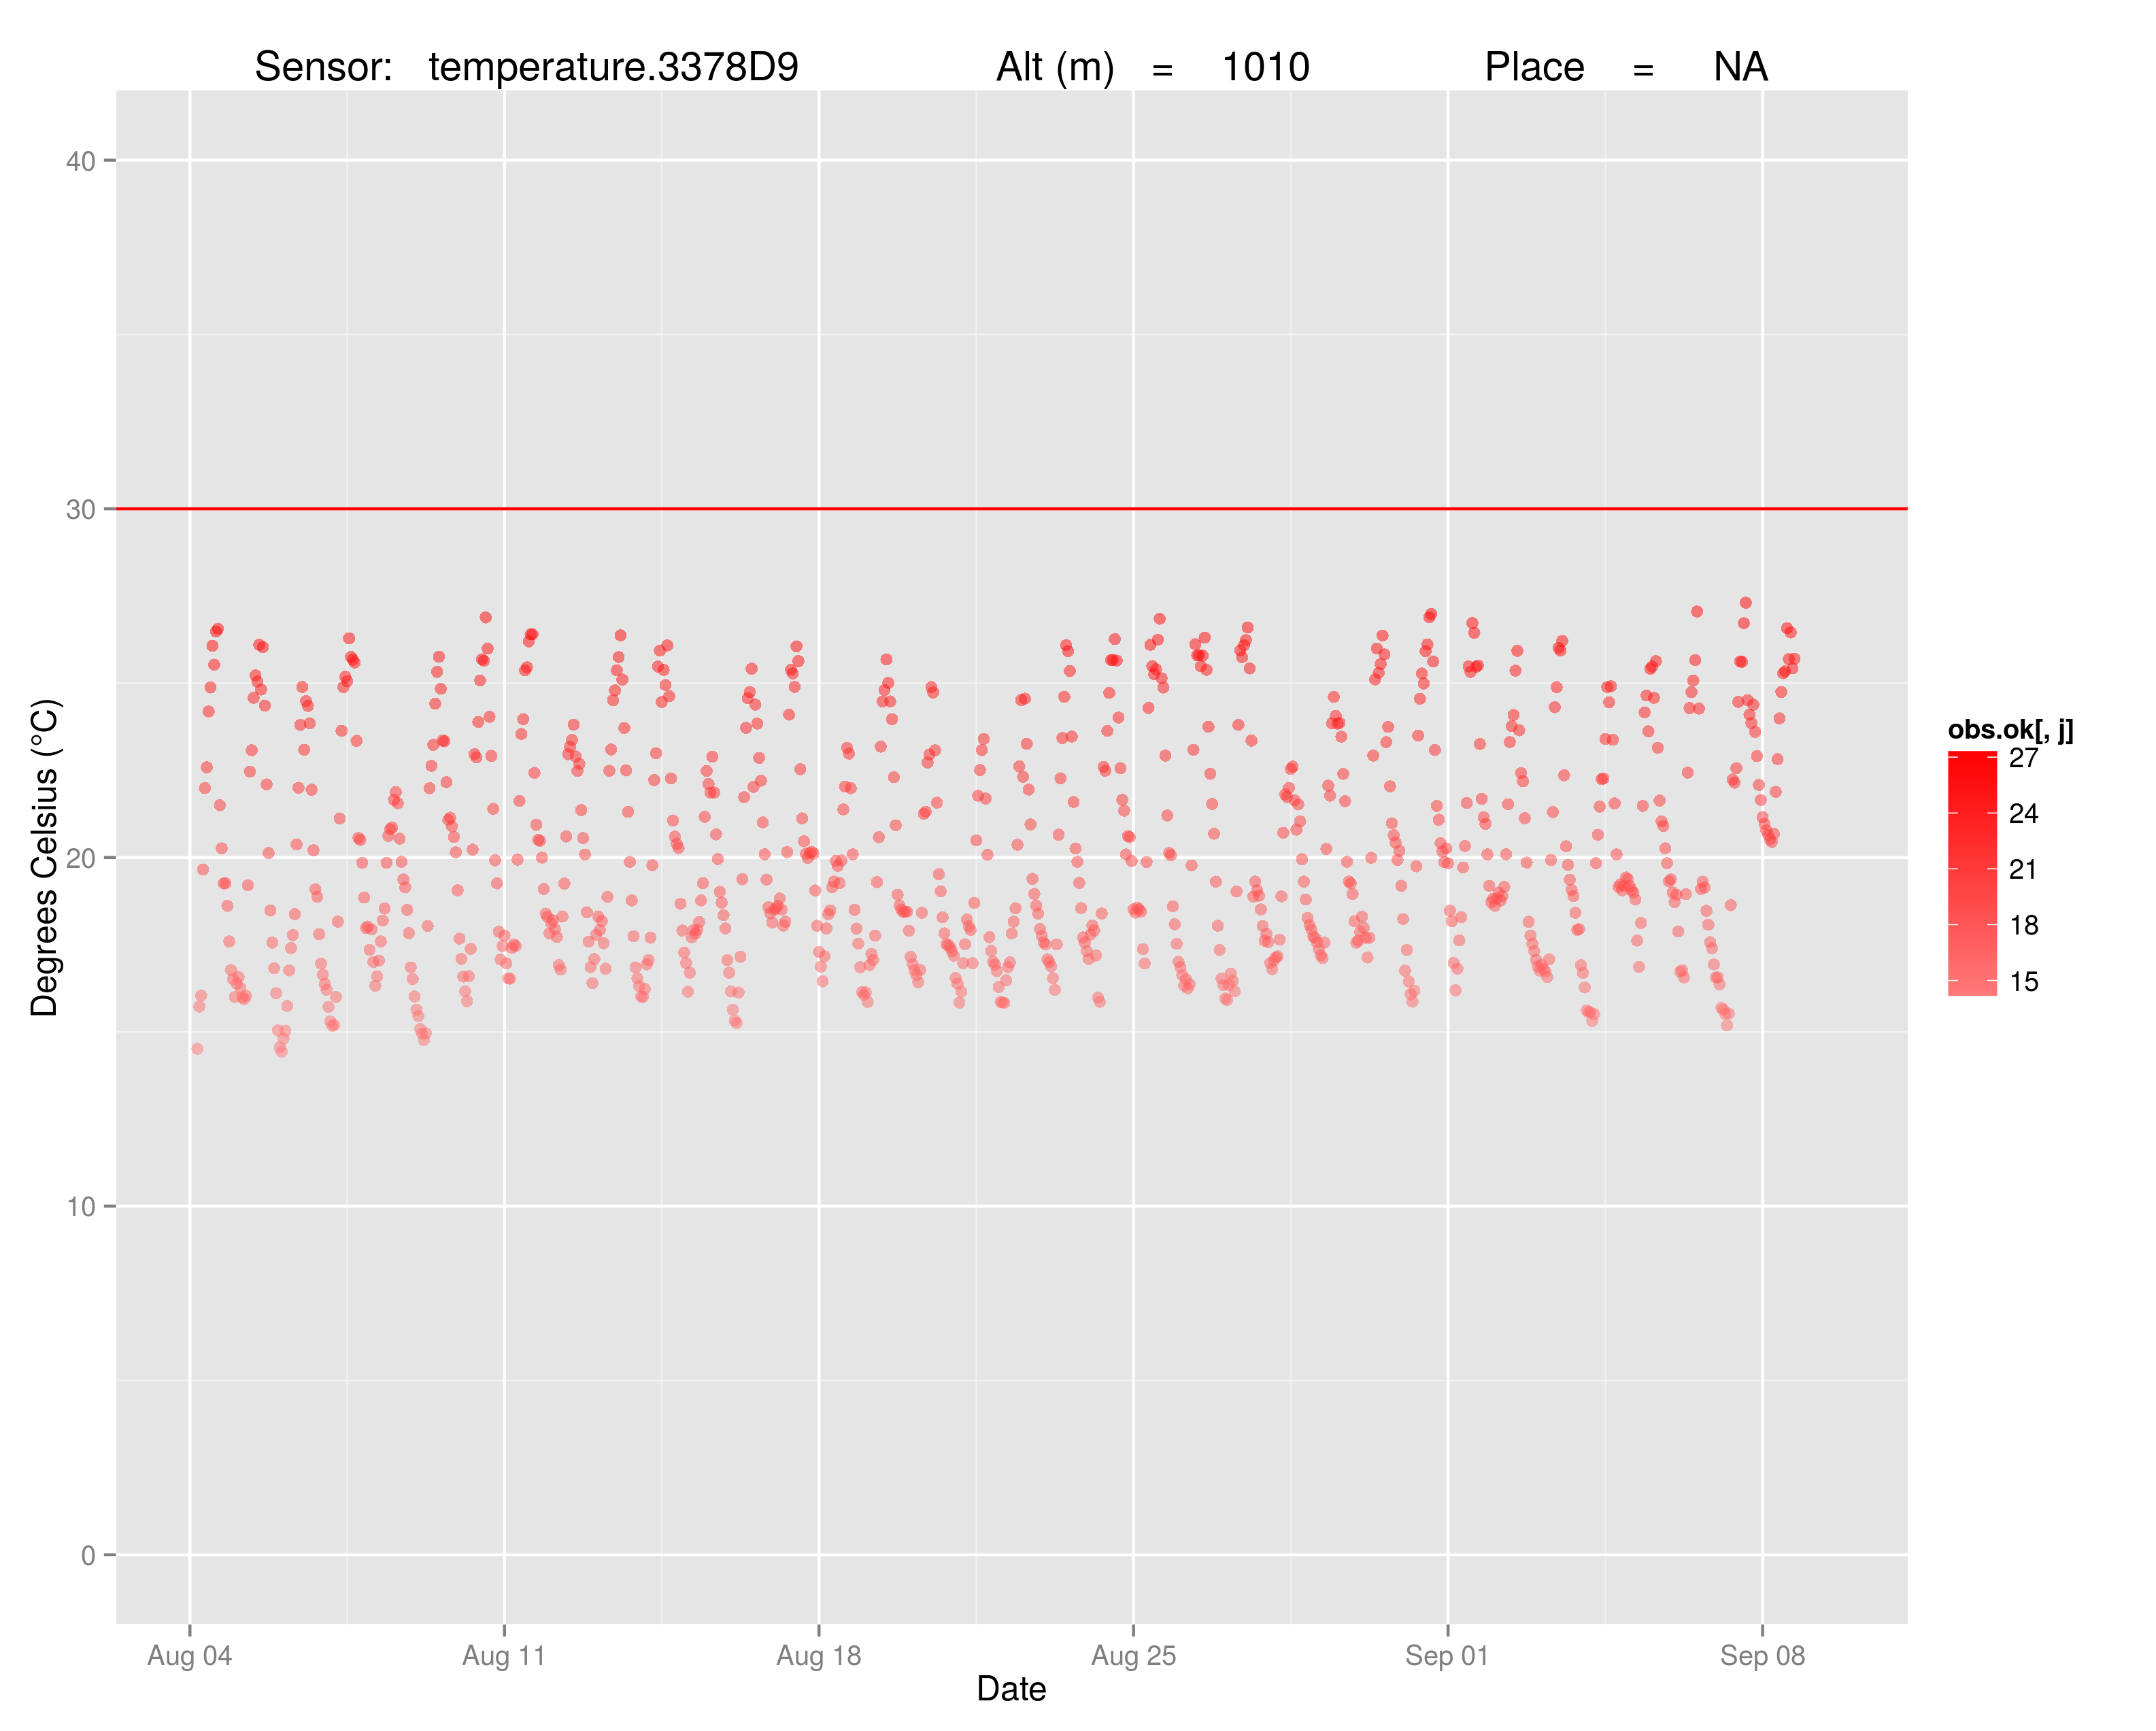 Sensor: temperature.3378D9 Alt (m) = 1010 Place = NA
Degrees Celsius (°C)
40
30
20
10
0
Aug 04 Aug 11 Aug 18 Aug 25 Sep 01 Sep 08
Date
obs.ok[, j]
27
24
21
18
15